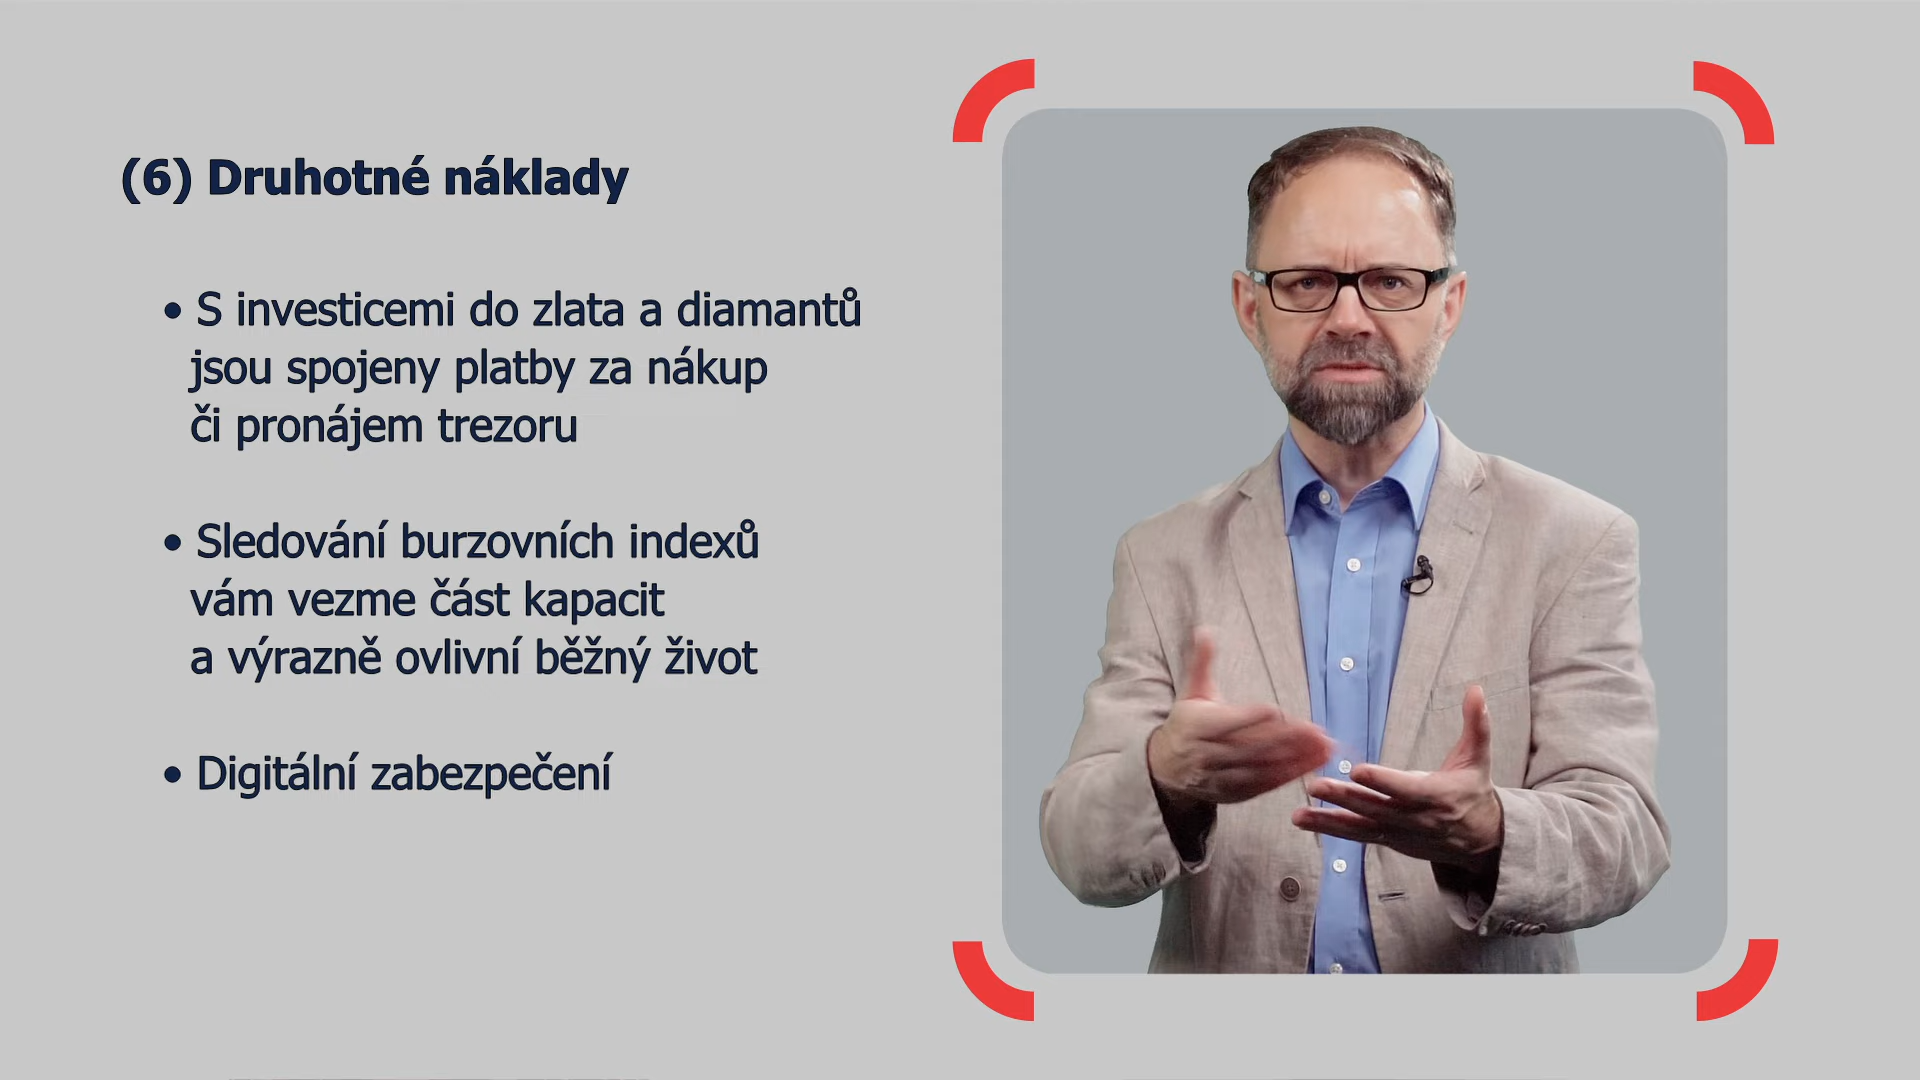 (6) Druhotné náklady
• S investicemi do zlata a diamantů
jsou spojeny platby za nákup
či pronájem trezoru
• Sledování burzovních indexů
vám vezme část kapacit
a výrazně ovlivní běžný život
• Digitální zabezpečení